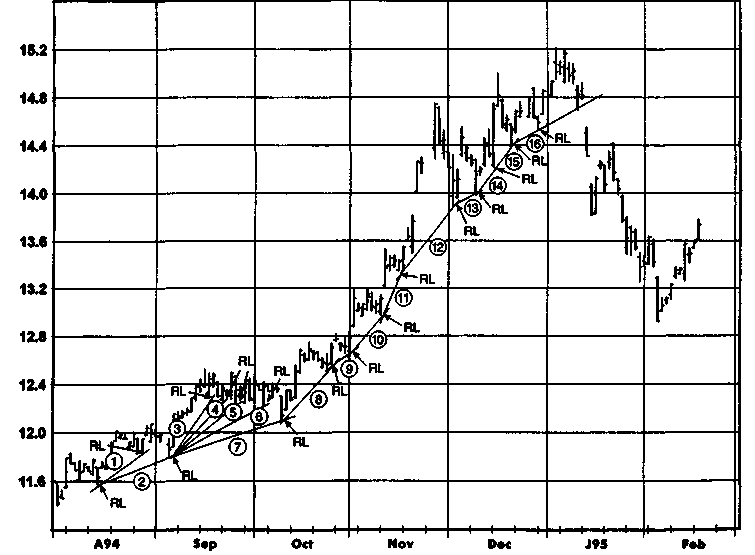 15.2
14.8
14.4
14.0
13.6
13.2
12.8
12.4
12.0
11.6
16
RL
15
RL
14
RL
13
RL
RL
12
RL
11
RL
10
RL
9
RL
8
RL
RL
RL
RL
3
4
5
6
7
RL
RL
1
2
RL
RL
A94
Sep
Oct
Nov
Dec
J95
Feb